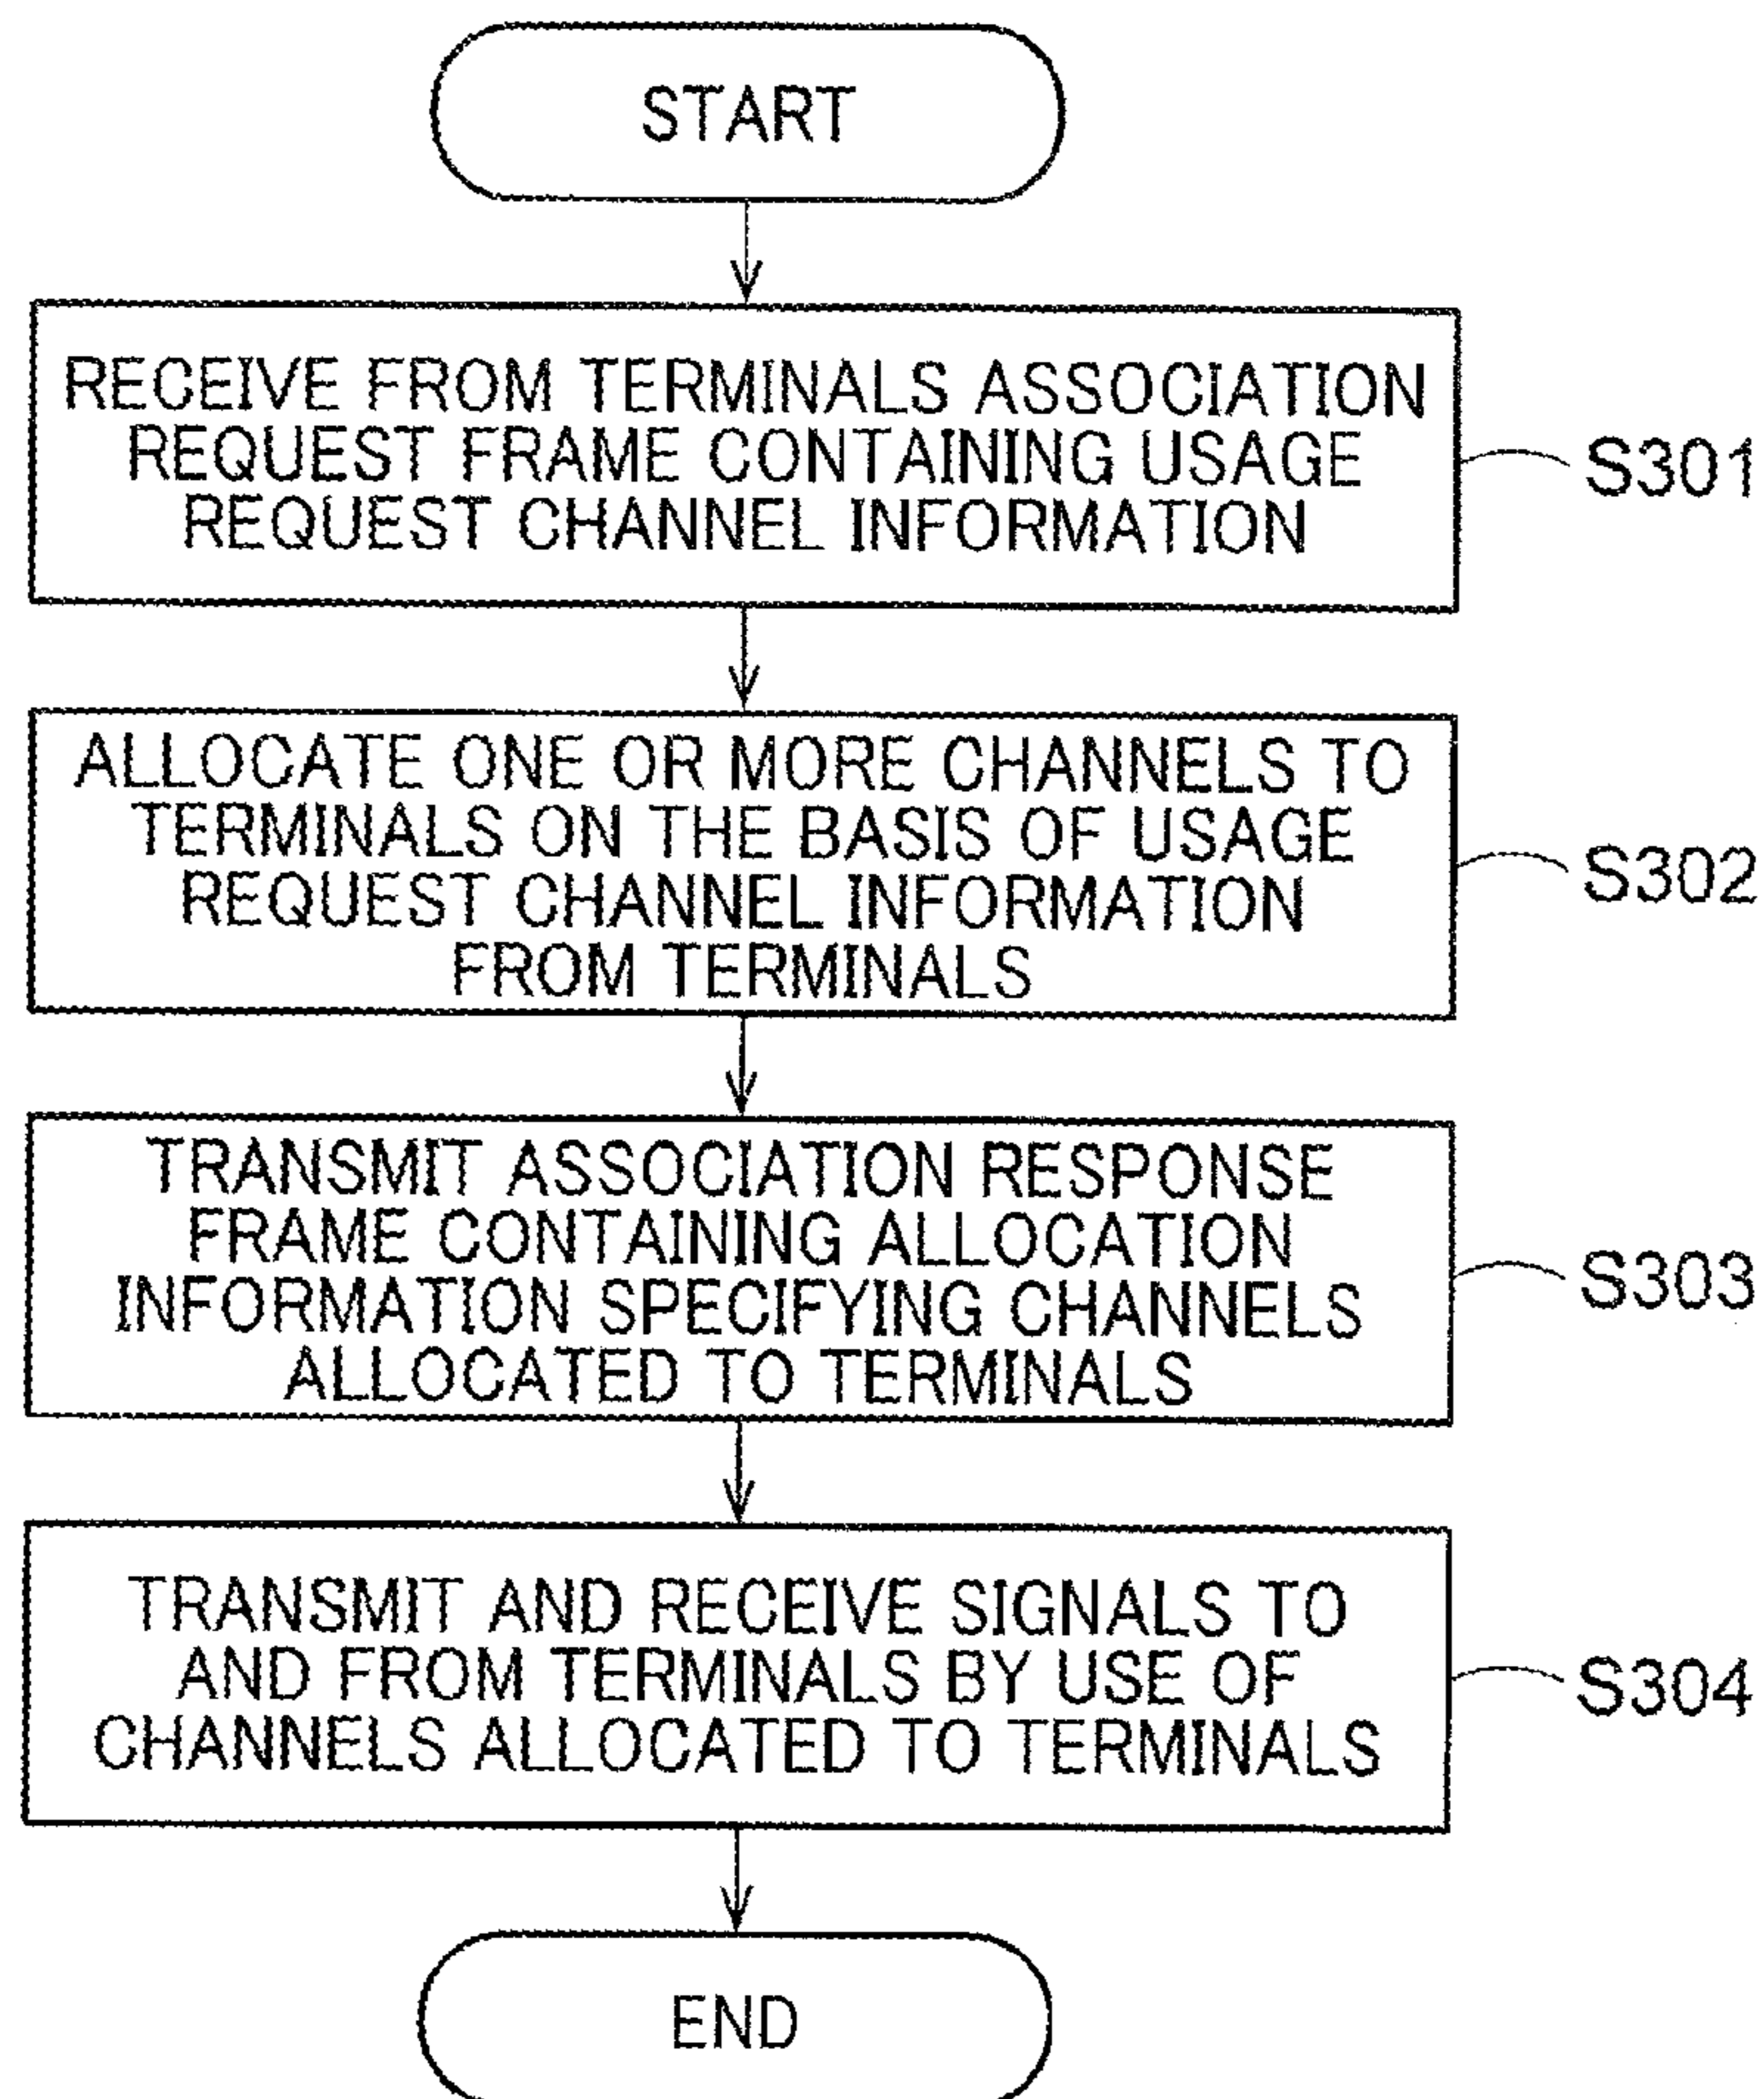 START
RECEIVE FROM TERMINALS ASSOCIATION
REQUEST FRAME CONTAINING USAGE
REQUEST CHANNEL INFORMATION
S301
ALLOCATE ONE OR MORE CHANNELS TO
TERMINALS ON THE BASIS OF USAGE
REQUEST CHANNEL INFORMATION
FROM TERMINALS
S302
TRANSMIT ASSOCIATION RESPONSE
FRAME CONTAINING ALLOCATION
INFORMATION SPECIFYING CHANNELS
ALLOCATED TO TERMINALS
S303
TRANSMIT AND RECEIVE SIGNALS TO
AND FROM TERMINALS BY USE OF
CHANNELS ALLOCATED TO TERMINALS
S304
END